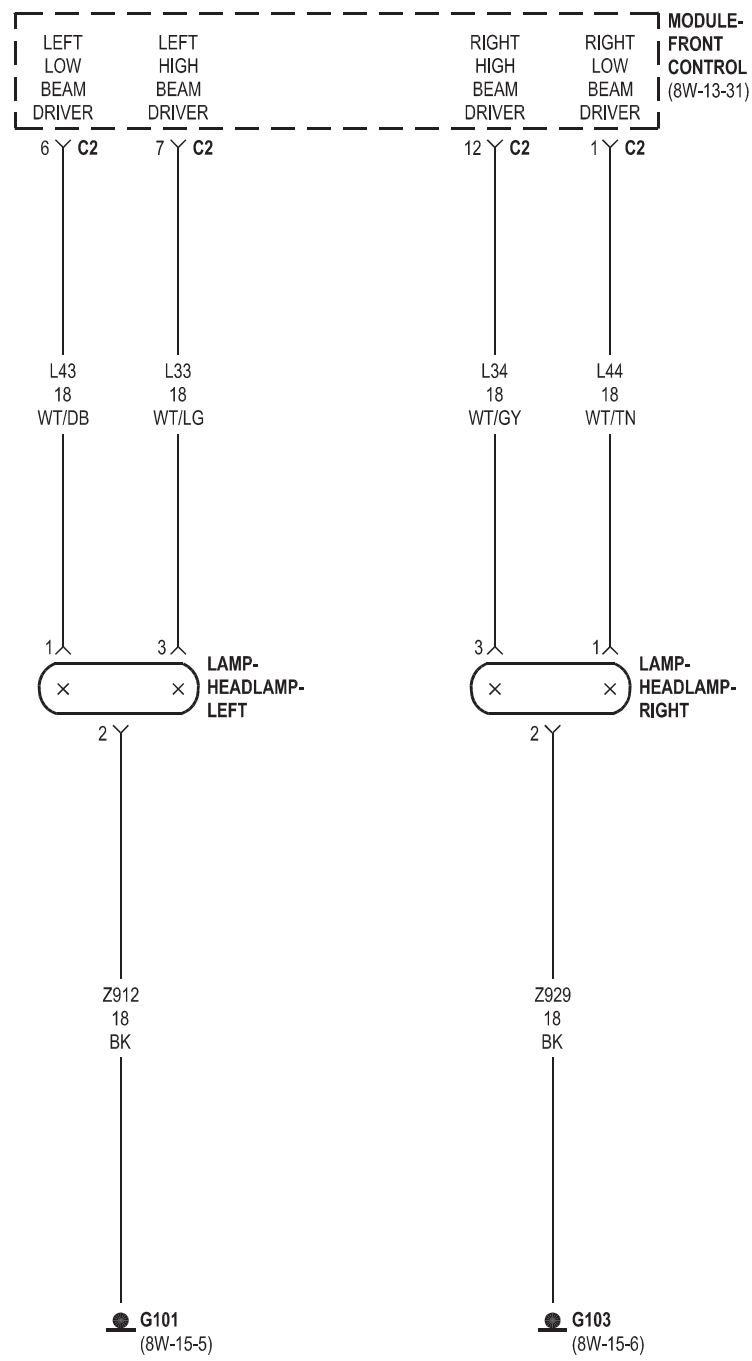 MODULE-
FRONT
CONTROL
(8W-13-31)
LEFT
LOW
BEAM
DRIVER
LEFT
HIGH
BEAM
DRIVER
RIGHT
HIGH
BEAM
DRIVER
RIGHT
LOW
BEAM
DRIVER
6 C2
7 C2
12 C2
1 C2
L43
18
WT/DB
L33
18
WT/LG
L34
18
WT/GY
L44
18
WT/TN
1
3
LAMP-
HEADLAMP-
LEFT
2
3
1
LAMP-
HEADLAMP-
RIGHT
2
Z912
18
BK
Z929
18
BK
G101
(8W-15-5)
G103
(8W-15-6)